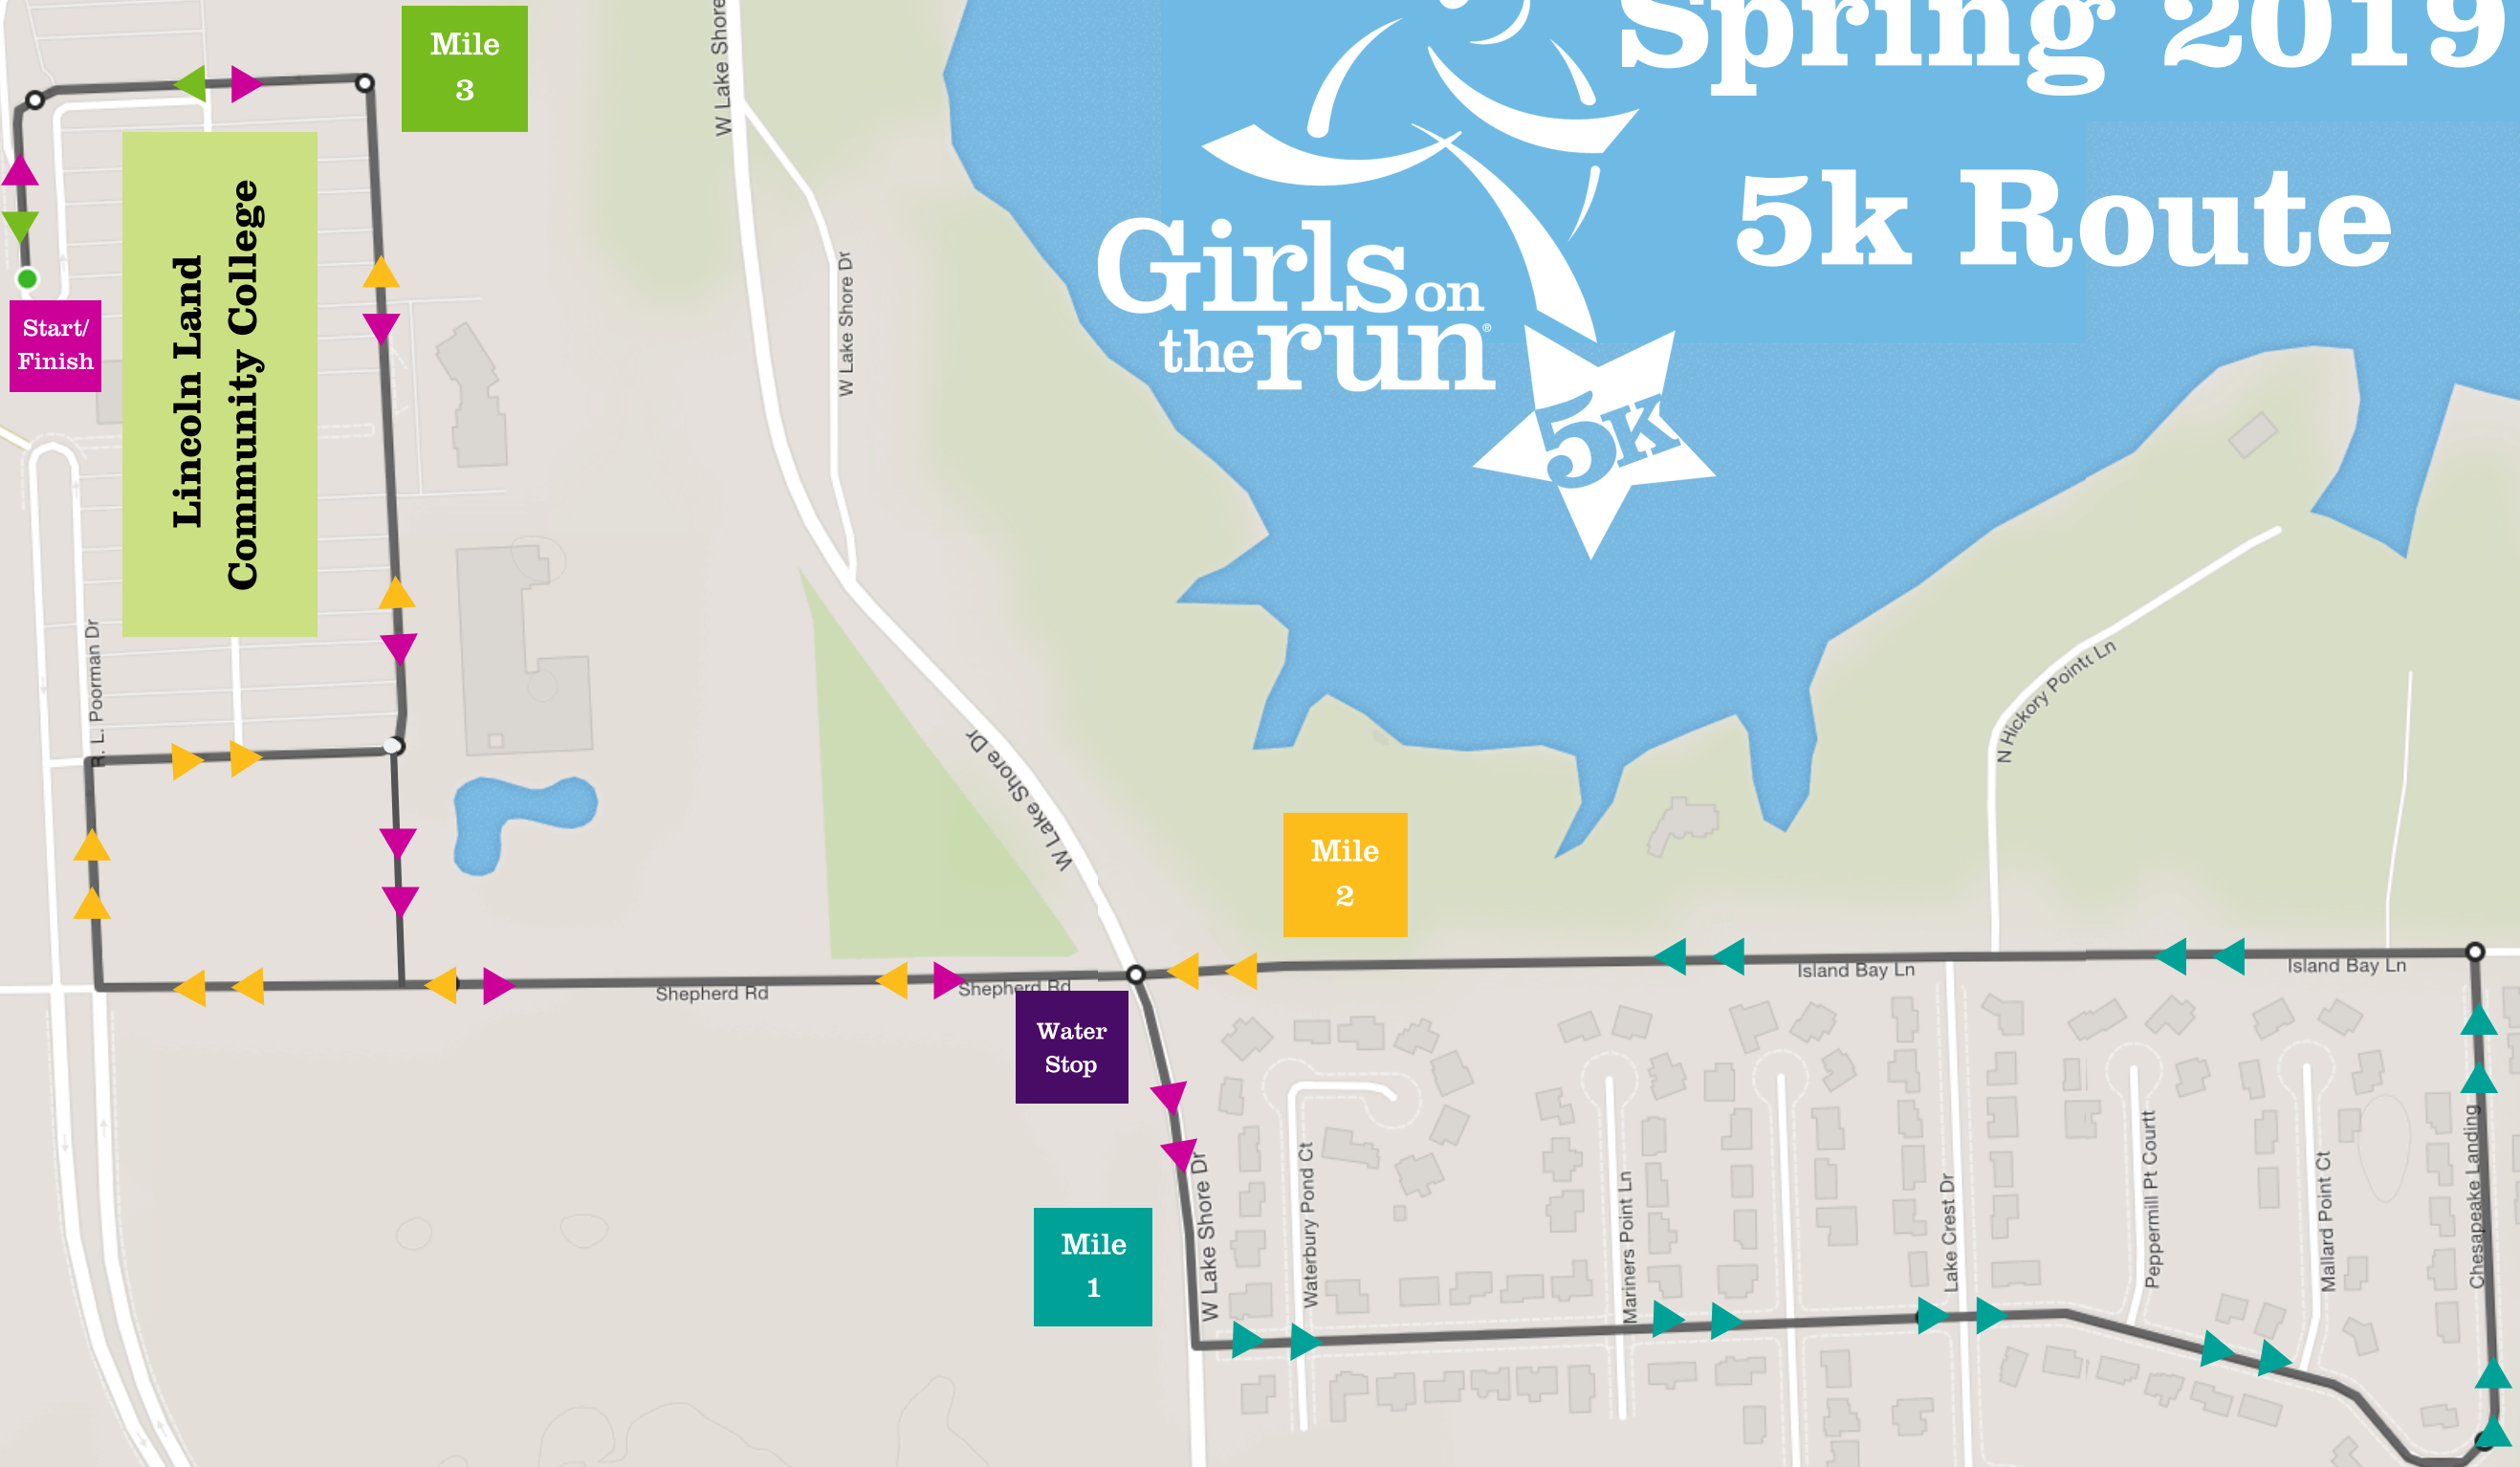 Spring 2019
5k Route
Girls on
the run®
5K
Mile
3
Start/
Finish
Lincoln Land
Community College
W Lake Shore
W Lake Shore Dr
W Lake Shore Dr
R. L. Poorman Dr
N Hickory Pointt Ln
Mile
2
Island Bay Ln
Island Bay Ln
Shepherd Rd
Shepherd Rd
Water
Stop
Mile
1
W Lake Shore Dr
Waterbury Pond Ct
Mariners Point Ln
Lake Crest Dr
Peppermill Pt Courtt
Mallard Point Ct
Chesapeake Landing